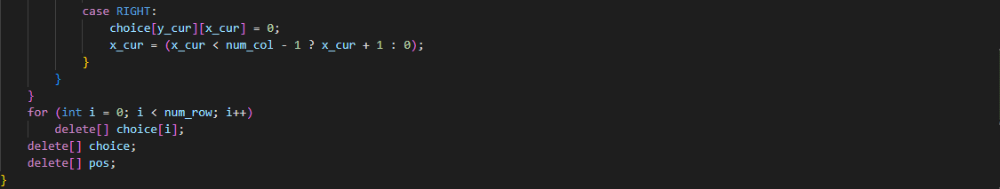 case RIGHT:
choice[y_cur][x_cur] = 0;
x_cur = (x_cur < num_col - 1 ? x_cur + 1 : 0);
}
}
}
for (int i = 0; i < num_row; i++)
delete[] choice[i];
delete[] choice;
delete[] pos;
}